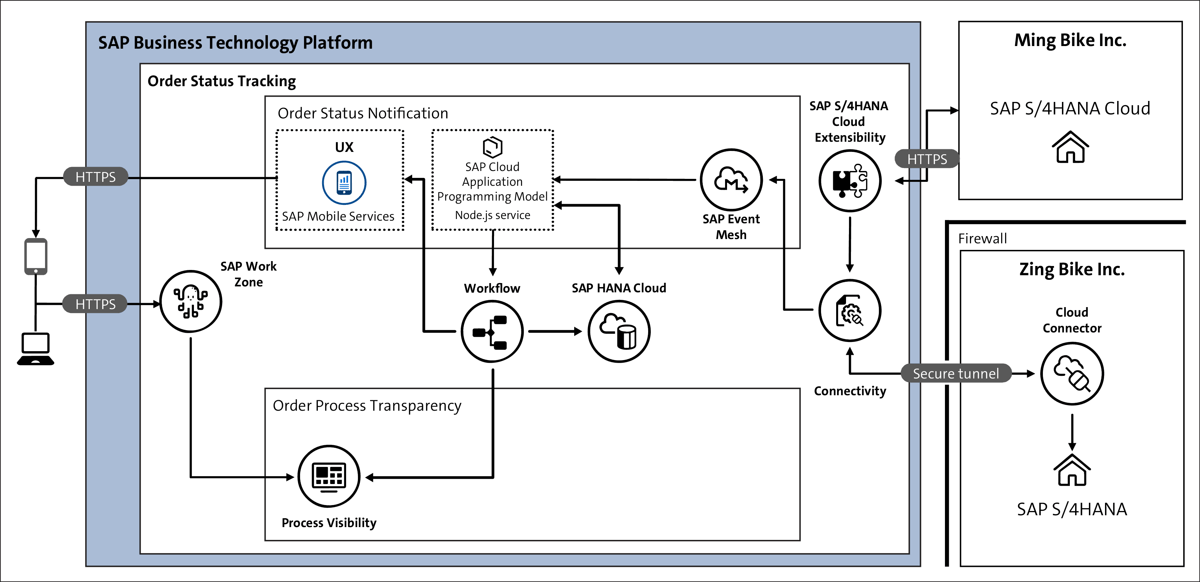 SAP Business Technology Platform
Order Status Tracking
Order Status Notification
UX
SAP Mobile Services
SAP Cloud
Application
Programming Model
Node.js service
SAP Event
Mesh
SAP S/4HANA
Cloud
Extensibility
HTTPS
Ming Bike Inc.
SAP S/4HANA Cloud
HTTPS
HTTPS
SAP Work
Zone
Workflow
SAP HANA Cloud
Connectivity
Secure tunnel
Firewall
Zing Bike Inc.
Cloud
Connector
SAP S/4HANA
Order Process Transparency
Process Visibility